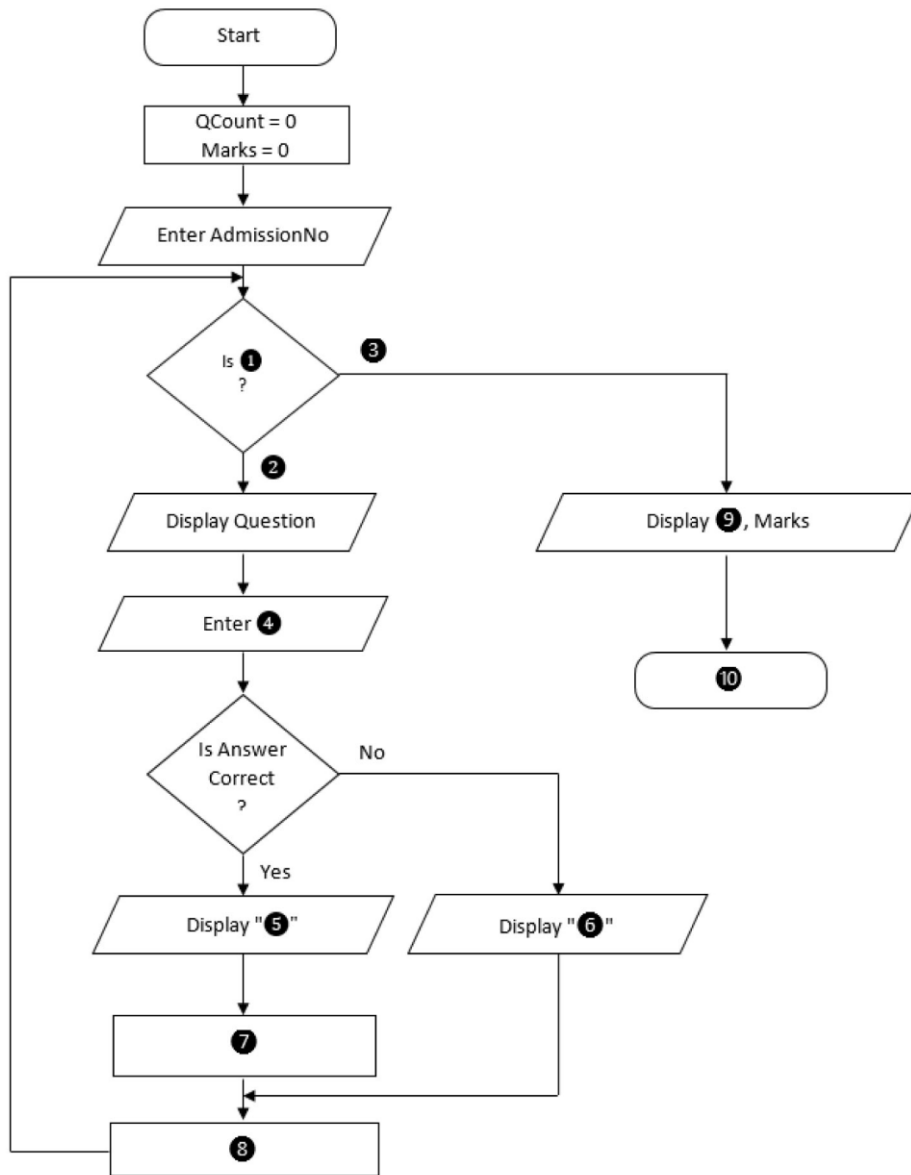 Start
QCount = 0
Marks = 0
Enter AdmissionNo
Is ❶
?
❸
❷
Display Question
Display ❾, Marks
Enter ❹
❿
Is Answer
Correct
?
No
Yes
Display "❺"
Display "❻"
❼
❽